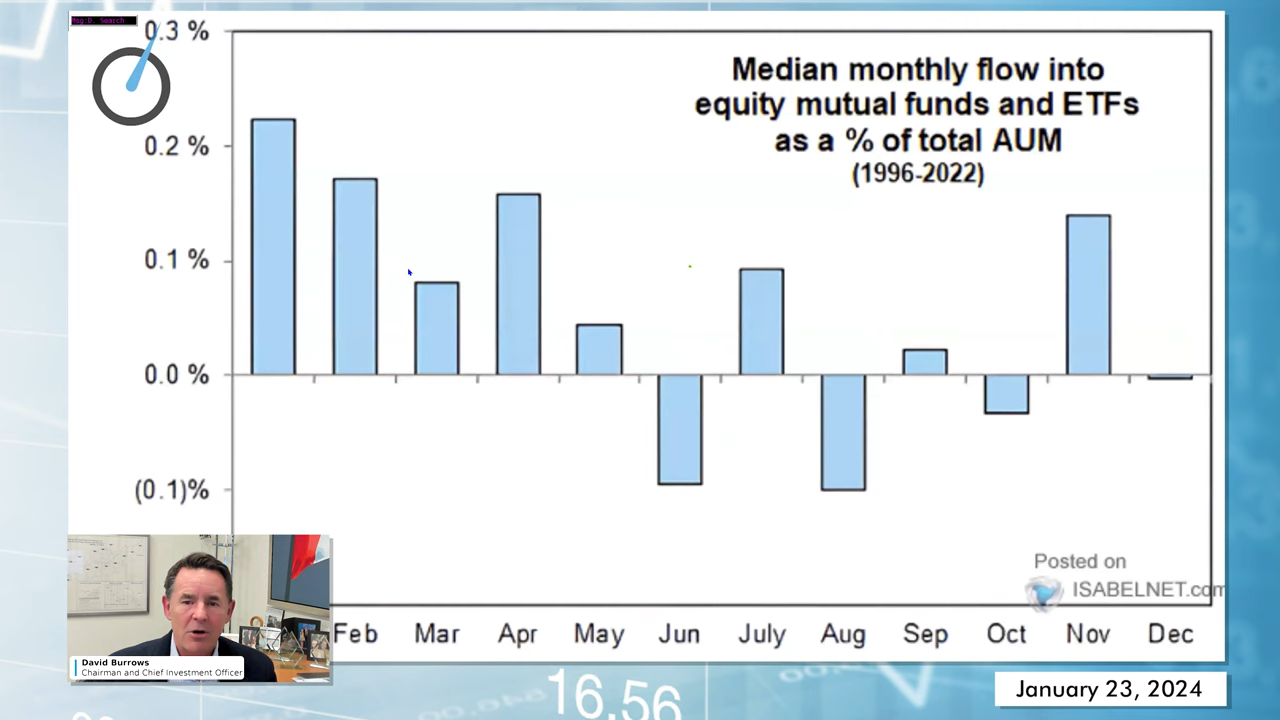 Msg:D. Search
0.3 %
Median monthly flow into
equity mutual funds and ETFs
as a % of total AUM
(1996-2022)
0.2 %
0.1 %
0.0 %
(0.1)%
Posted on
ISABELNET.com
Feb Mar Apr May Jun July Aug Sep Oct Nov Dec
David Burrows
Chairman and Chief Investment Officer
January 23, 2024
16.56